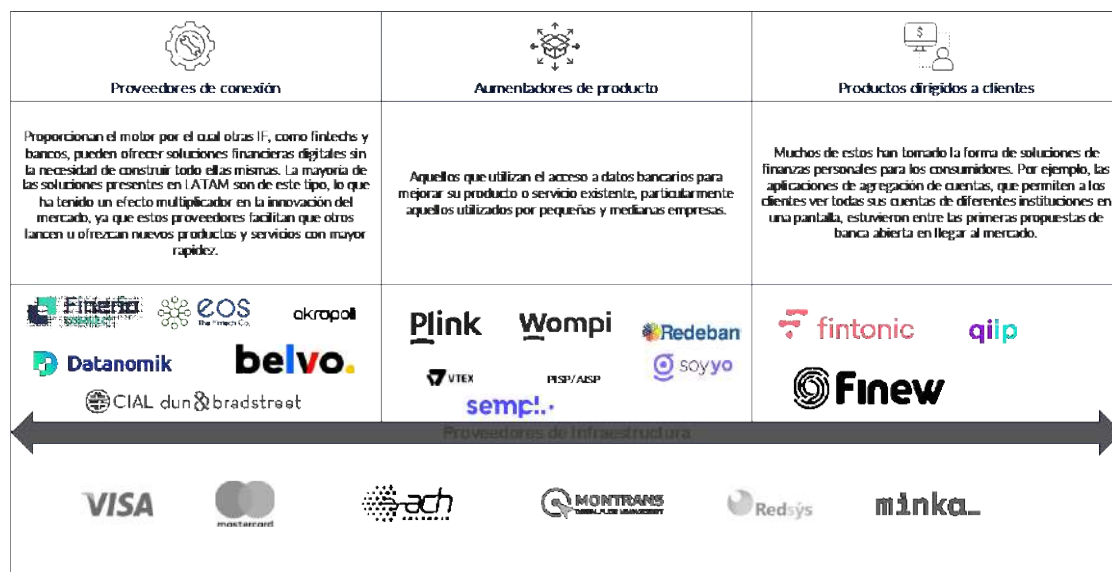 Proveedores de conexión
Aumentadores de producto
Productos dirigidos a clientes
Proporcionan el motor por el cual otras IF, como fintechs y
bancos, pueden ofrecer soluciones financieras digitales sin
la necesidad de construir todo ellas mismas. La mayoría de
las soluciones presentes en LATAM son de este tipo, lo que
ha tenido un efecto multiplicador en la innovación del
mercado, ya que estos proveedores facilitan que otros
lancen u ofrezcan nuevos productos y servicios con mayor
rapidez.
Aquellos que utilizan el acceso a datos bancarios para
mejorar su producto o servicio existente, particularmente
aquellos utilizados por pequeñas y medianas empresas.
Muchos de estos han tomado la forma de soluciones de
finanzas personales para los consumidores. Por ejemplo, las
aplicaciones de agregación de cuentas, que permiten a los
clientes ver todas sus cuentas de diferentes instituciones en
una pantalla, estuvieron entre las primeras propuestas de
banca abierta en llegar al mercado.
eos
The Fintech Co.
akropoli
Datanomik
belvo.
CIAL dun & bradstreet
Plink
Wompi
Redeban
VTEX
PISP/AISP
soyyo
sempli
fintonic
qiip
Finew
Proveedores de Infraestructura
VISA
mastercard
ach
COLOMBIA
MONTRANS
Redsýs
minka_